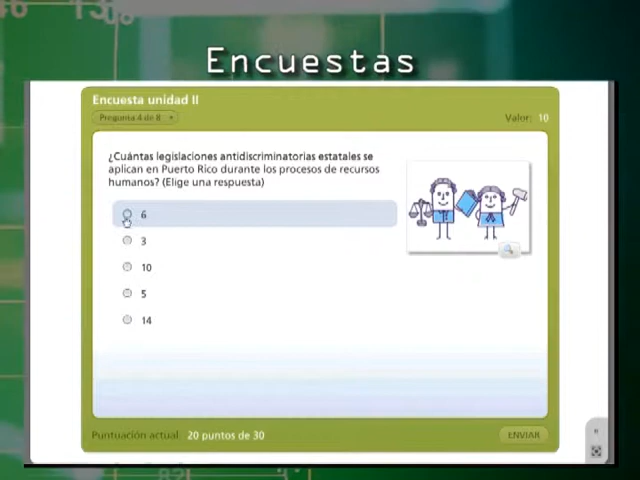 Encuestas
Encuesta unidad II
Pregunta 4 de 8
Valor: 10
¿Cuántas legislaciones antidiscriminatorias estatales se
aplican en Puerto Rico durante los procesos de recursos
humanos? (Elige una respuesta)
6
3
10
5
14
Puntuación actual: 20 puntos de 30
ENVIAR